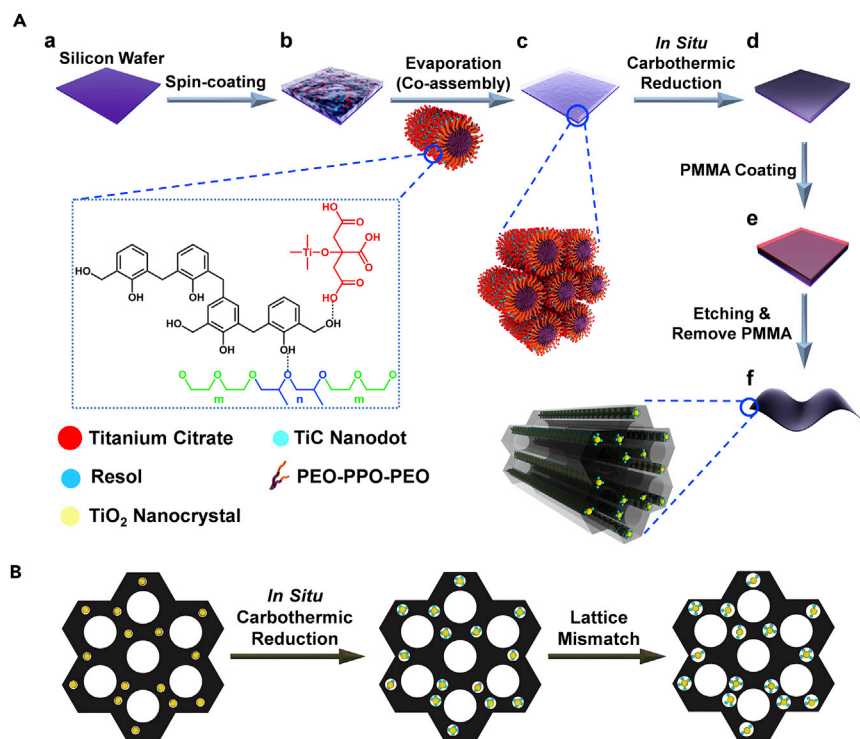 A
a
b
c
d
Silicon Wafer
Spin-coating
Evaporation
(Co-assembly)
In Situ
Carbothermic
Reduction
PMMA Coating
e
Etching &
Remove PMMA
f
HO
O
OH
Ti
O
O
O
HO
HO
OH
OH
HO
OH
OH
OH
O
O
O
O
O
O
m
n
m
Titanium Citrate
TiC Nanodot
Resol
PEO-PPO-PEO
TiO₂ Nanocrystal
B
In Situ
Carbothermic
Reduction
Lattice
Mismatch